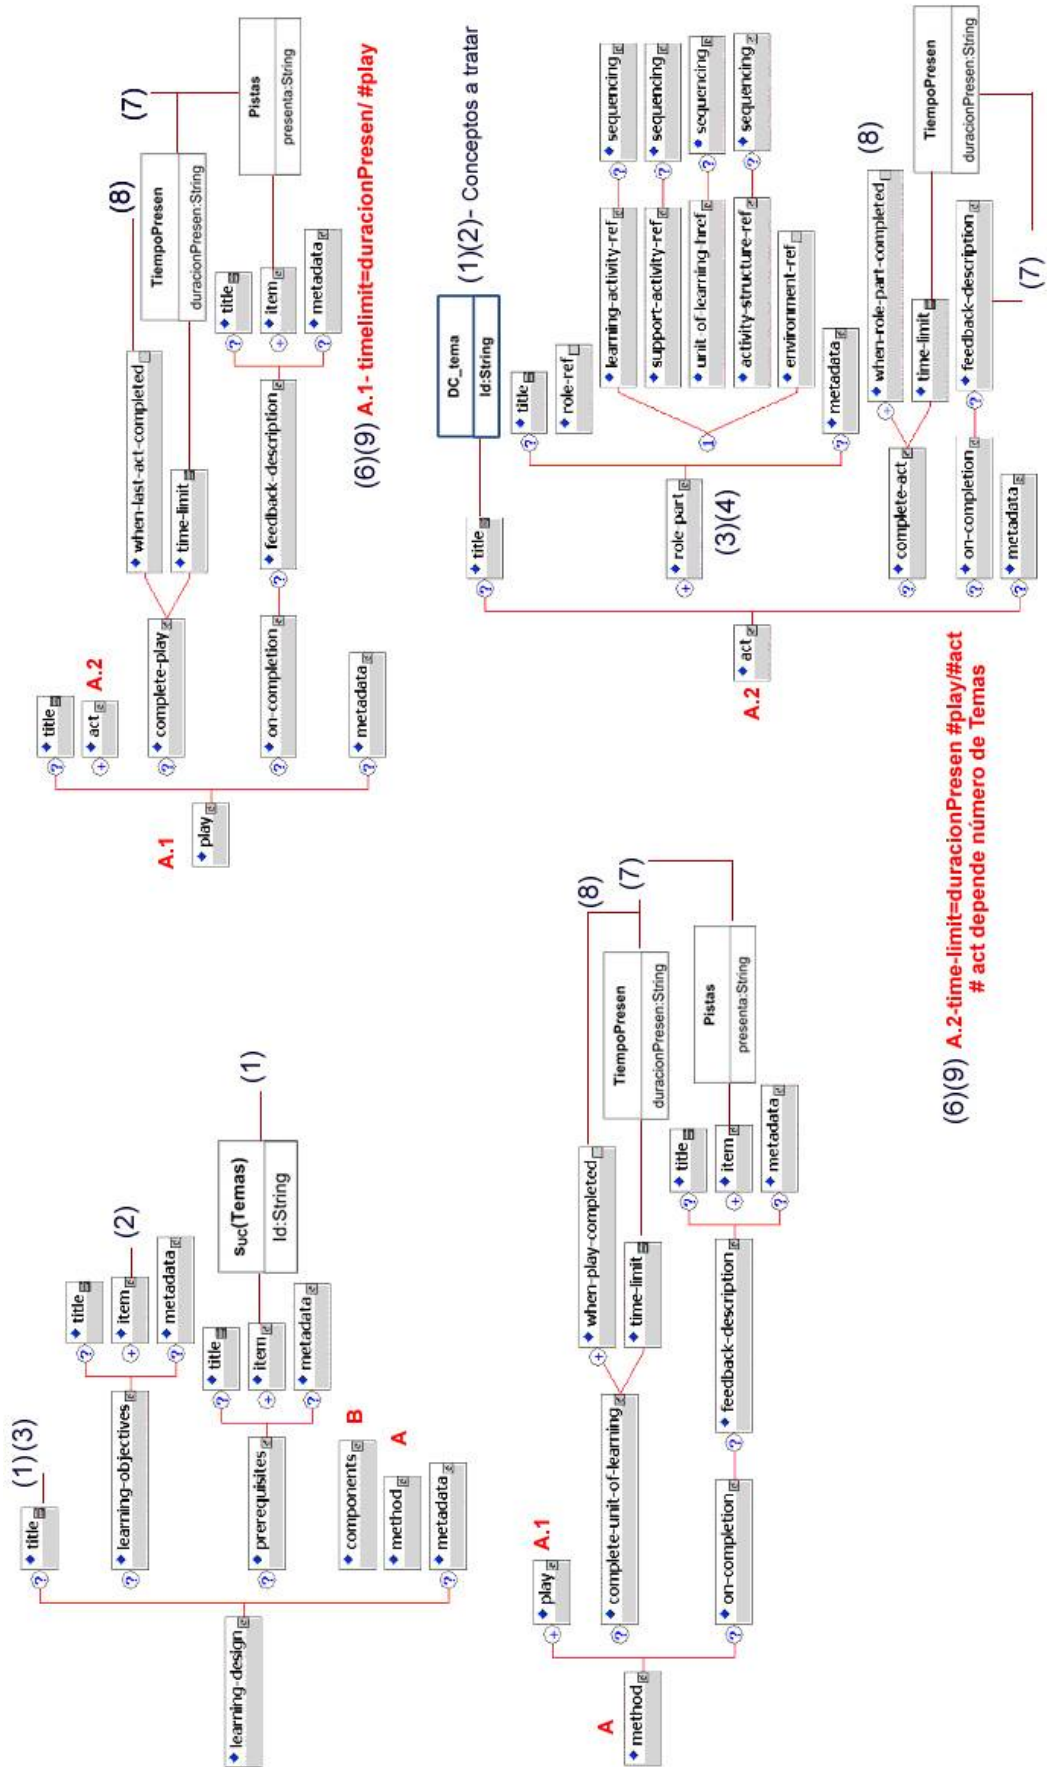 (1)(3)
title
learning-objectives
title
item
(2)
metadata
learning-design
prerequisites
title
item
metadata
suc(Temas)
Id:String
(1)
components
B
method
A
metadata
A.1
play
title
act
A.2
complete-play
when-last-act-completed
(8)
time-limit
TiempoPresen
duracionPresen:String
(7)
on-completion
feedback-description
title
item
metadata
Pistas
presenta:String
metadata
(6)(9) A.1- timelimit=duracionPresen/ #play
A
method
play
A.1
complete-unit-of-learning
when-play-completed
(8)
time-limit
TiempoPresen
duracionPresen:String
(7)
on-completion
feedback-description
title
item
metadata
Pistas
presenta:String
A.2
act
title
DC_tema
Id:String
(1)(2)- Conceptos a tratar
role-part
(3)(4)
title
role-ref
learning-activity-ref
sequencing
support-activity-ref
sequencing
unit of-learning-href
sequencing
activity-structure-ref
sequencing
environment-ref
metadata
complete-act
when-role-part-completed
(8)
time-limit
TiempoPresen
duracionPresen:String
on-completion
feedback-description
(7)
metadata
(6)(9) A.2-time-limit=duracionPresen #play/#act
# act depende número de Temas